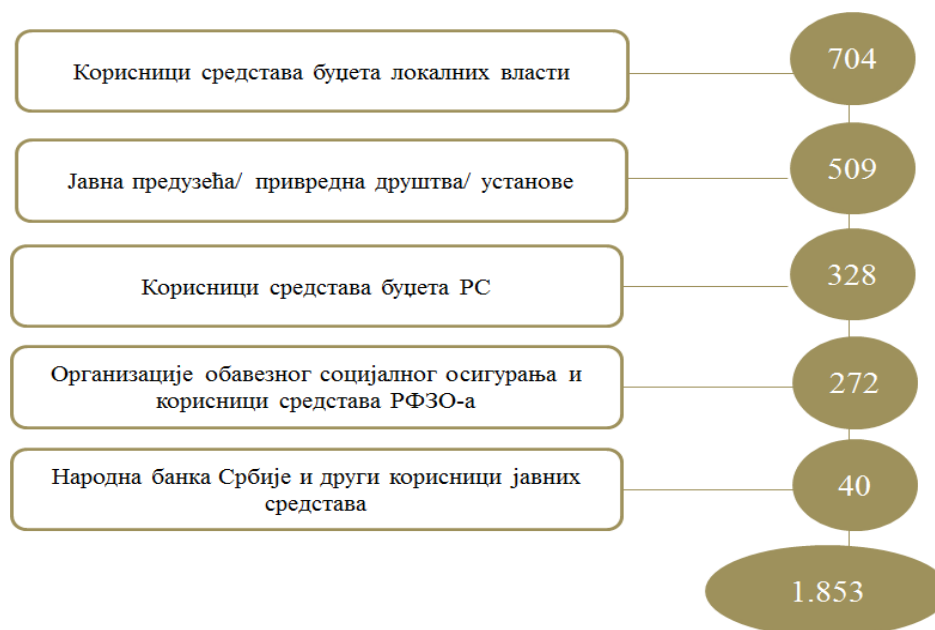 Корисници средстава буџета локалних власти
704
Јавна предузећа/ привредна друштва/ установе
509
Корисници средстава буџета РС
328
Организације обавезног социјалног осигурања и
корисници средстава РФЗО-а
272
Народна банка Србије и други корисници јавних
средстава
40
1.853